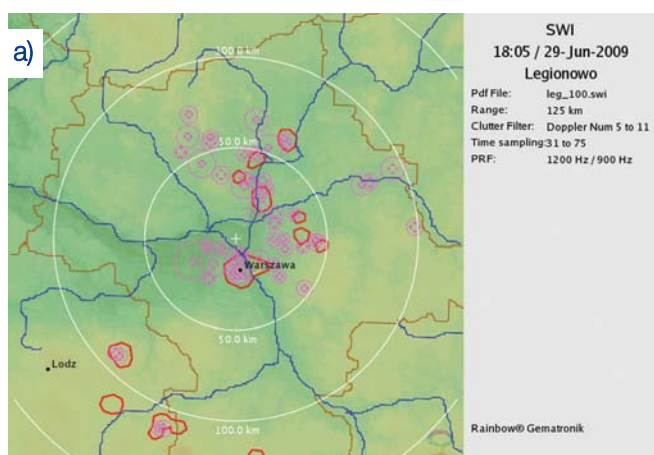 a)
100.0 km
50.0 km
Warszawa
50.0 km
Lodz
100.0 km
SWI
18:05 / 29-Jun-2009
Legionowo
Pdf File: leg_100.swi
Range: 125 km
Clutter Filter: Doppler Num 5 to 11
Time sampling:31 to 75
PRF: 1200 Hz / 900 Hz
Rainbow® Gematronik